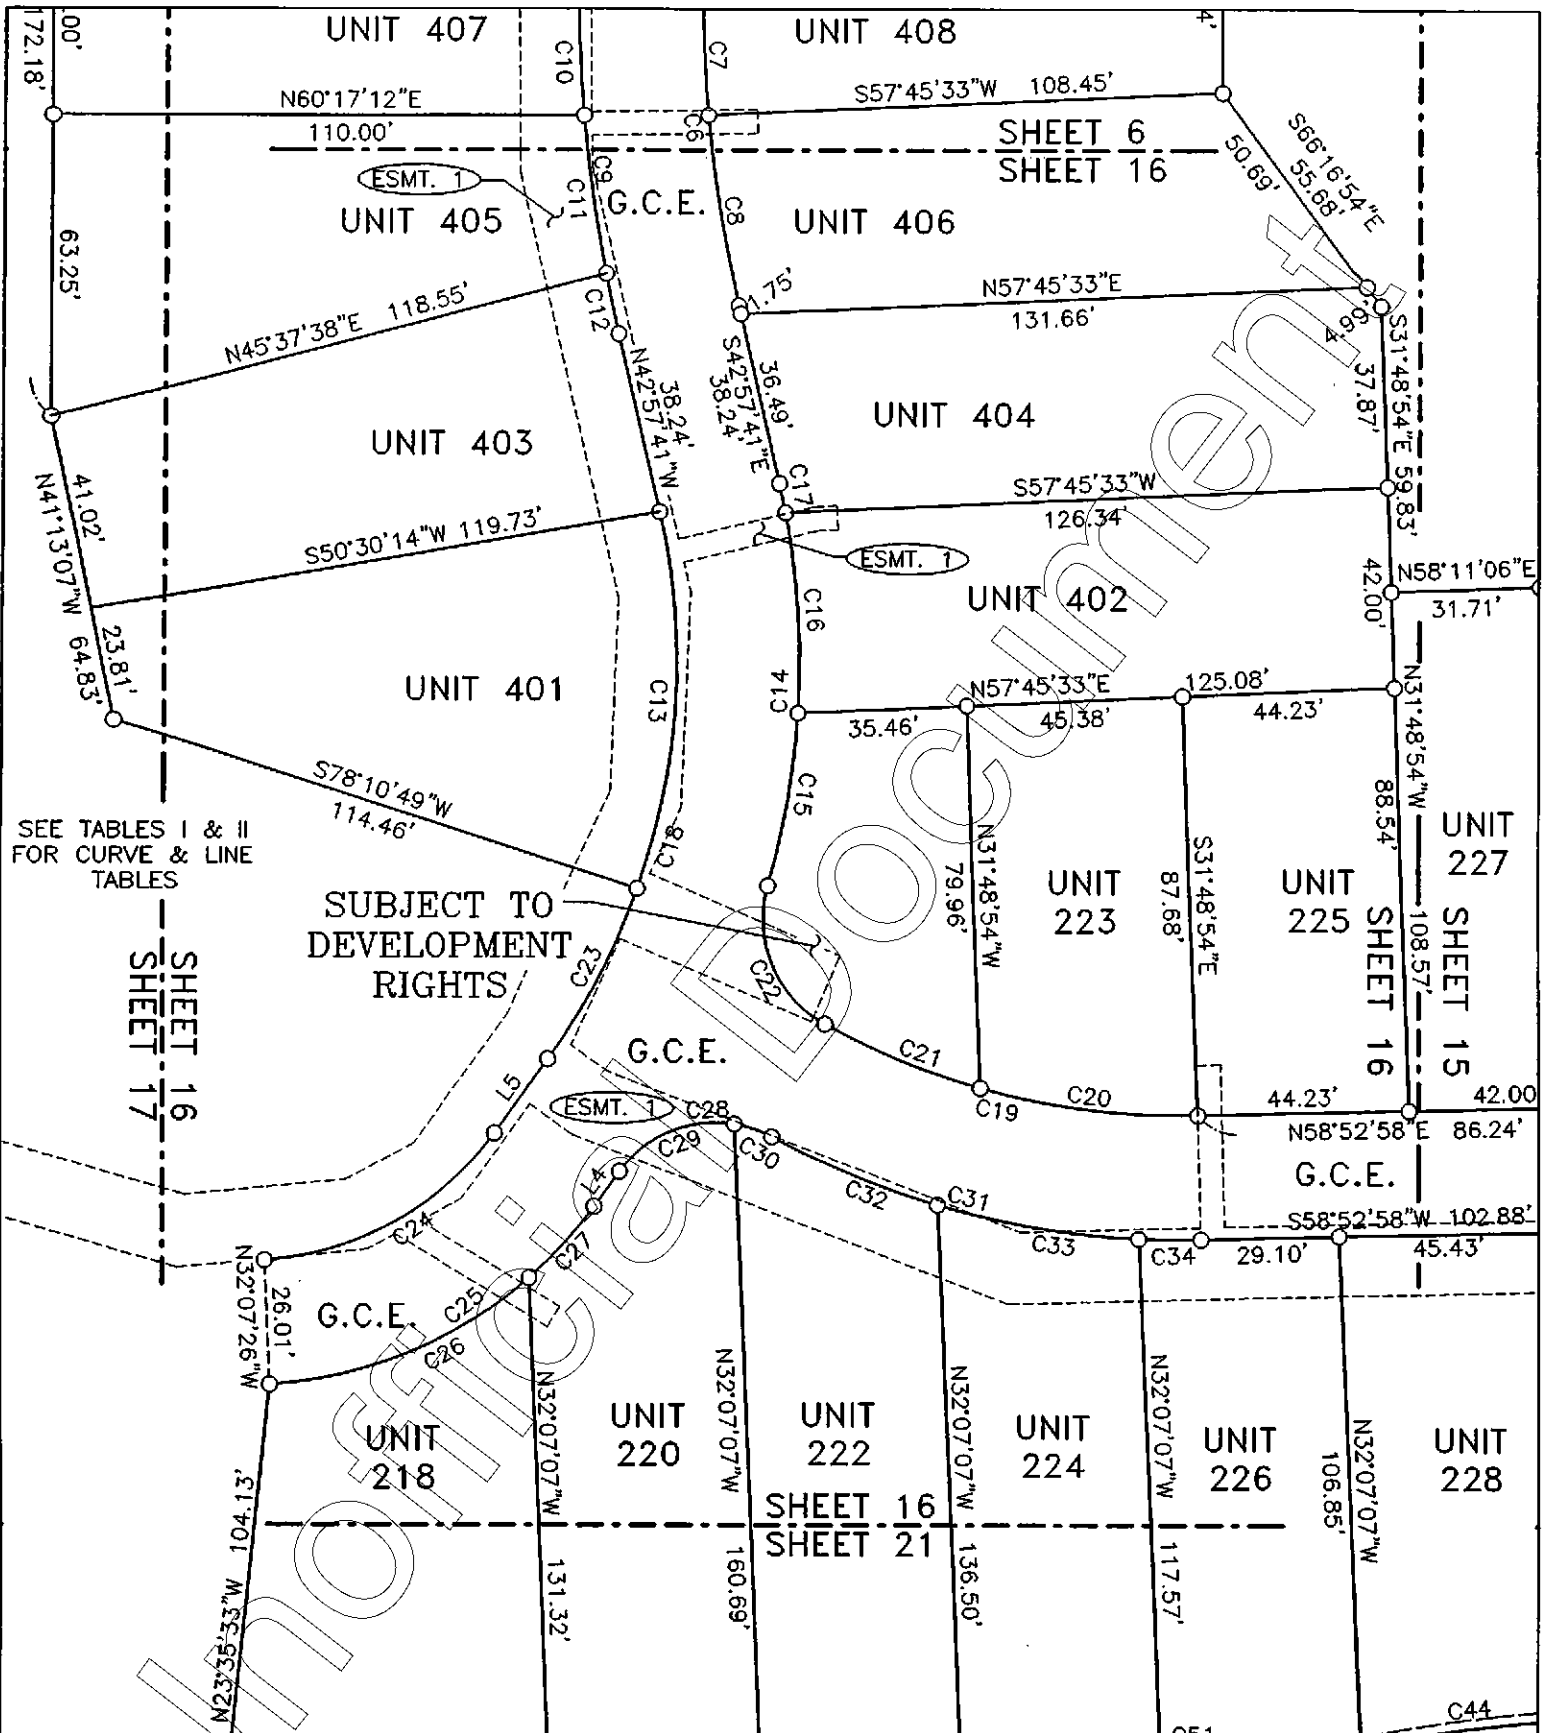 UNIT 407
UNIT 408
.00'
172.18'
C10
C7
4'
N60°17'12"E
110.00'
S57°45'33"W 108.45'
C6
SHEET 6
SHEET 16
S66°16'54"E
55.68'
50.69'
ESMT. 1
C9
C11
G.C.E.
C8
UNIT 405
UNIT 406
63.25'
1.75'
N57°45'33"E
131.66'
4.99'
N45°37'38"E 118.55'
C12
N42°57'41"W
38.24'
S42°57'41"E
38.24'
36.49'
S31°48'54"E 59.83'
37.87'
UNIT 404
UNIT 403
C17
S57°45'33"W
126.34'
41.02'
N41°13'07"W 64.83'
23.81'
S50°30'14"W 119.73'
ESMT. 1
N58°11'06"E
31.71'
42.00'
UNIT 402
C16
UNIT 401
C13
C14
N57°45'33"E
125.08'
35.46'
45.38'
44.23'
S78°10'49"W
114.46'
C15
C18
N31°48'54"W
79.96'
S31°48'54"E
87.68'
N31°48'54"W
108.57'
88.54'
UNIT
227
SEE TABLES I & II
FOR CURVE & LINE
TABLES
UNIT
223
UNIT
225
SUBJECT TO
DEVELOPMENT
RIGHTS
SHEET 16
SHEET 17
SHEET 15
SHEET 16
C23
C22
G.C.E.
C21
C19
C20
L5
ESMT. 1
C28
C29
C30
44.23'
42.00
N58°52'58"E 86.24'
G.C.E.
L4
C32
C31
C24
C27
C33
C34
S58°52'58"W 102.88'
29.10'
45.43'
N32°07'26"W
26.01'
G.C.E.
C25
C26
N32°07'07"W
131.32'
N32°07'07"W
160.69'
N32°07'07"W
136.50'
N32°07'07"W
117.57'
N32°07'07"W
106.85'
UNIT
218
UNIT
220
UNIT
222
UNIT
224
UNIT
226
UNIT
228
SHEET 16
SHEET 21
N23°35'33"W 104.13'
C44
C51
nofficial Document